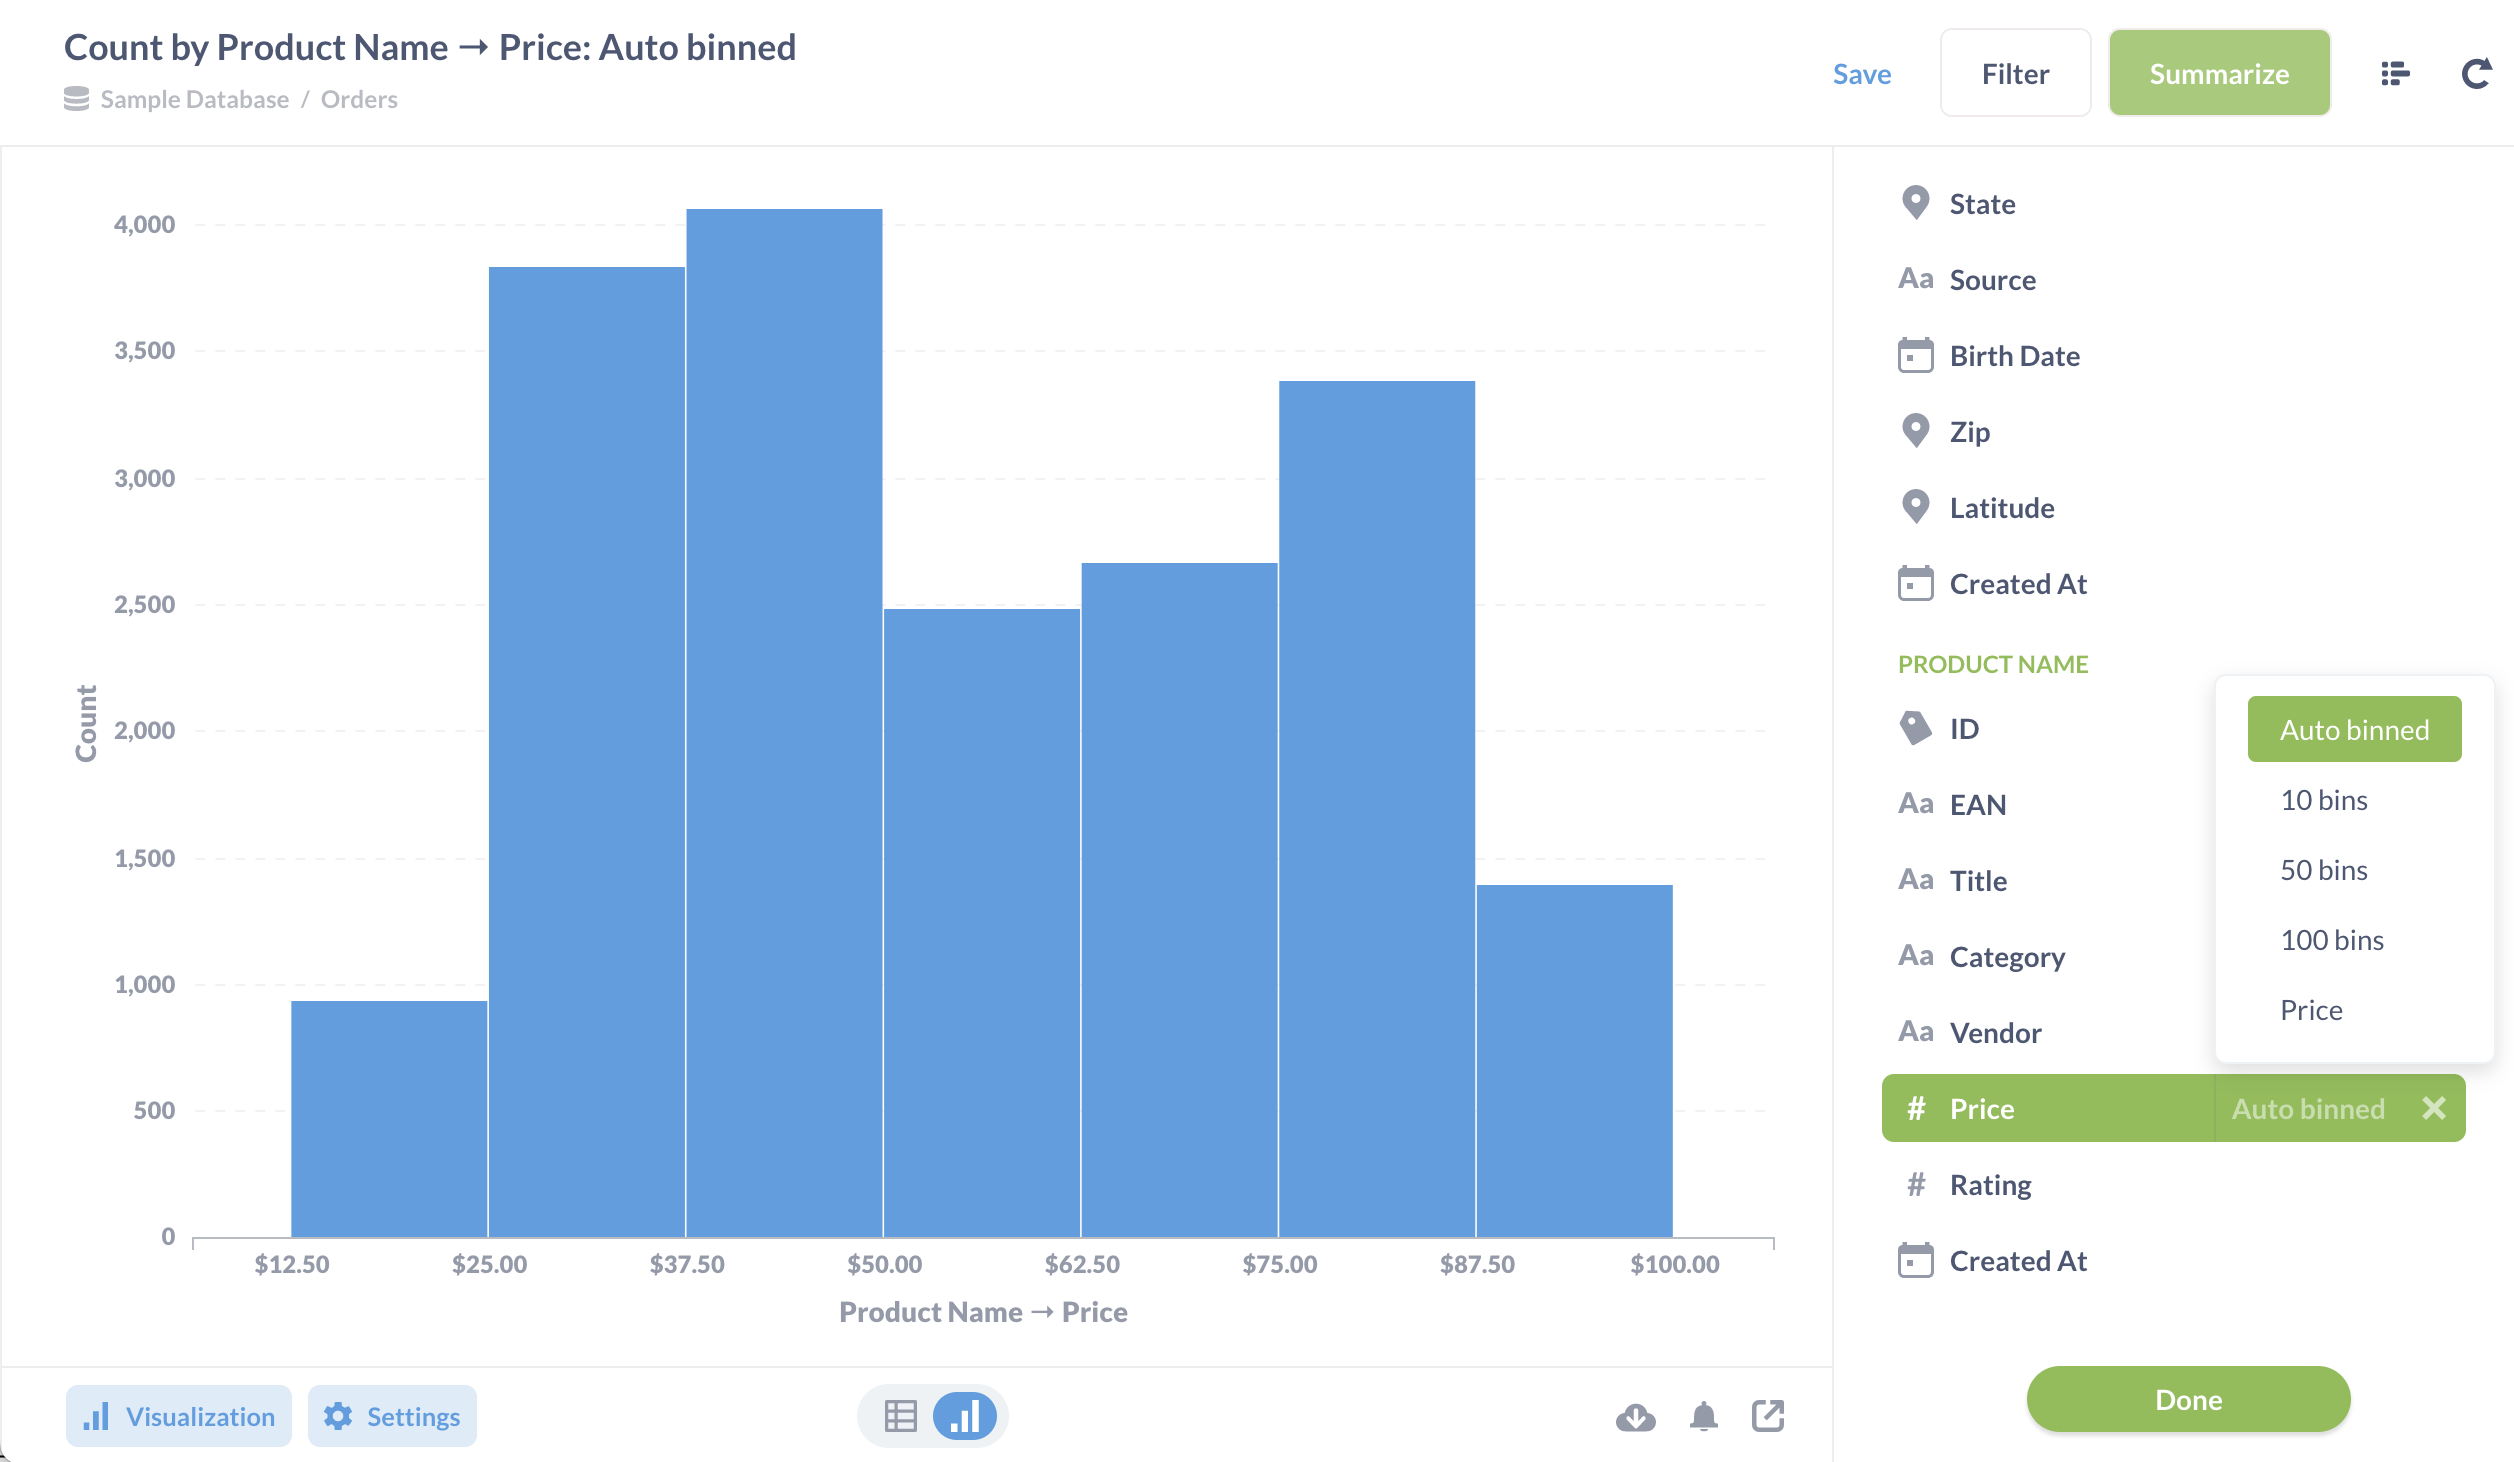 Count by Product Name → Price: Auto binned
Sample Database / Orders
Save
Filter
Summarize
4,000
3,500
3,000
2,500
2,000
1,500
1,000
500
0
Count
$12.50 $25.00 $37.50 $50.00 $62.50 $75.00 $87.50 $100.00
Product Name → Price
Visualization
Settings
State
Aa Source
Birth Date
Zip
Latitude
Created At
PRODUCT NAME
ID
Aa EAN
Aa Title
Aa Category
Aa Vendor
# Price Auto binned
# Rating
Created At
Auto binned
10 bins
50 bins
100 bins
Price
Done